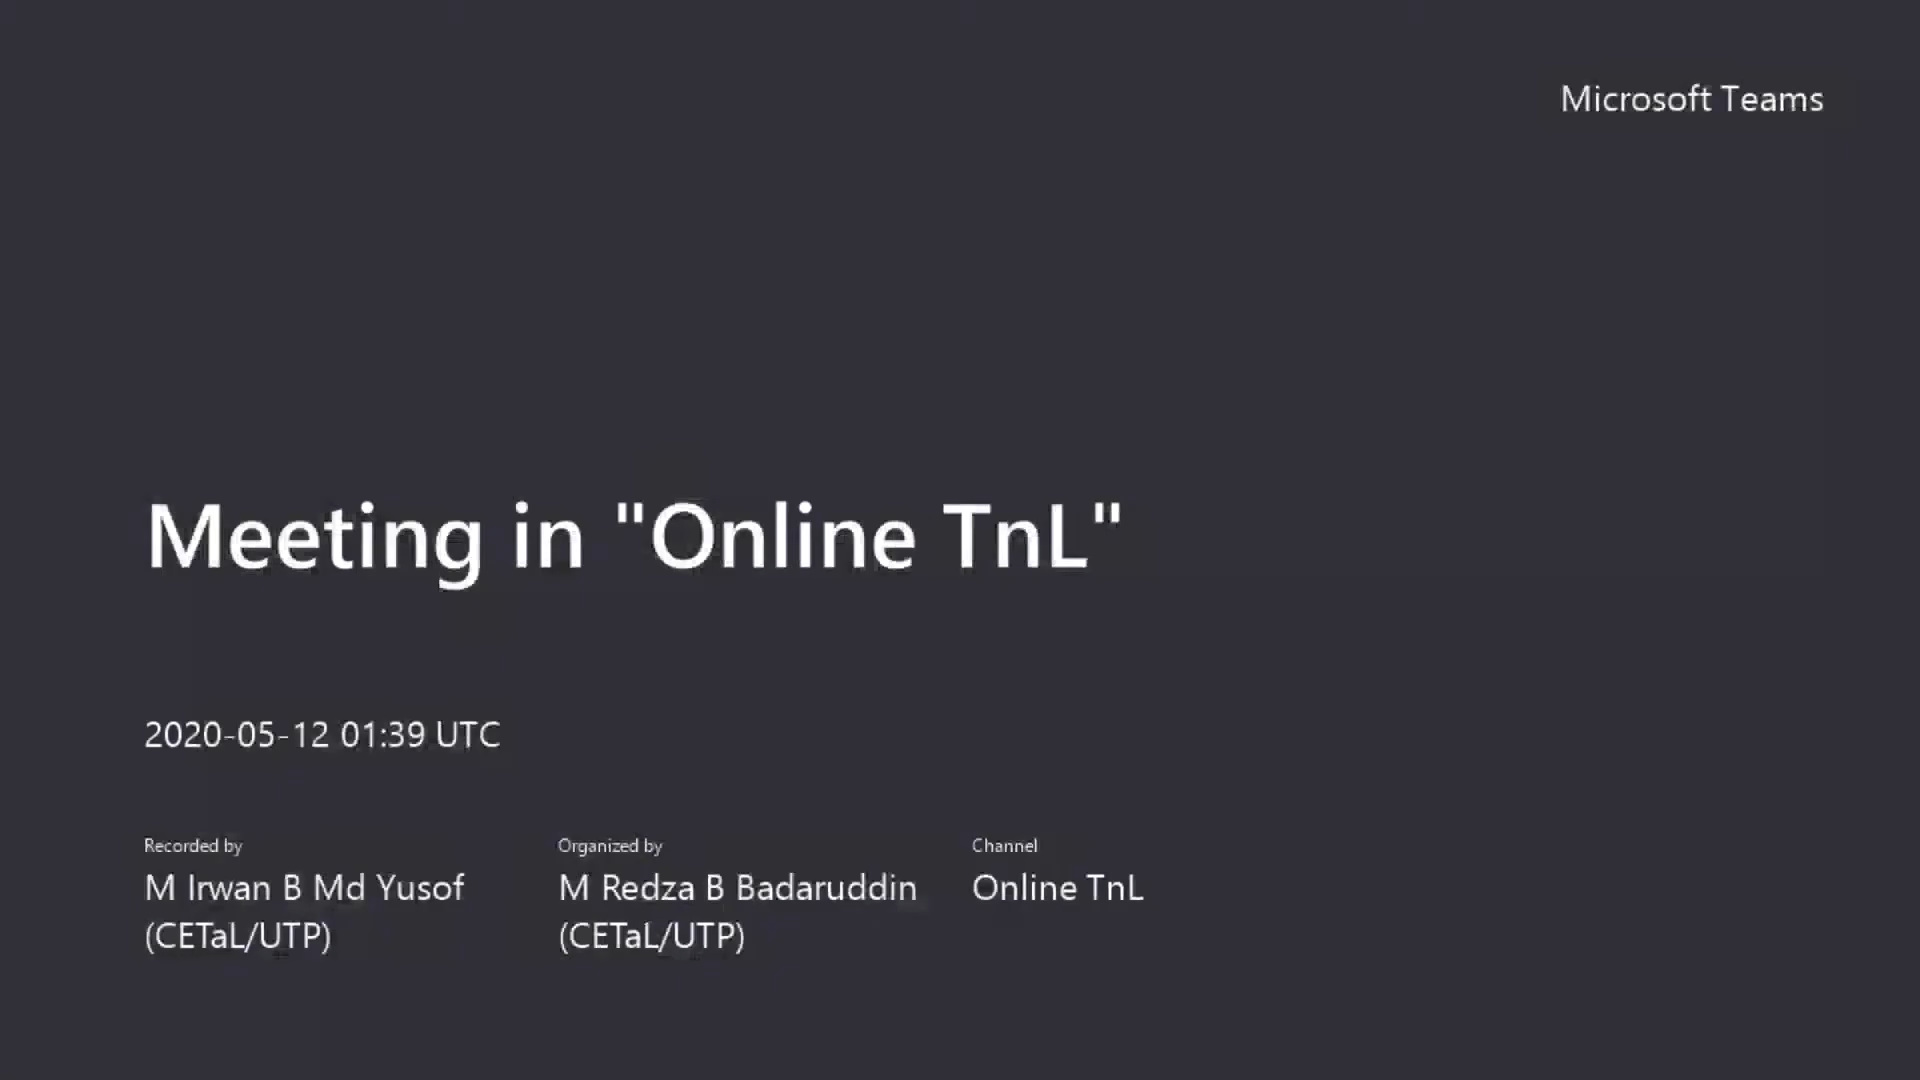 Microsoft Teams
Meeting in "Online TnL"
2020-05-12 01:39 UTC
Recorded by
M Irwan B Md Yusof
(CETaL/UTP)
Organized by
M Redza B Badaruddin
(CETaL/UTP)
Channel
Online TnL